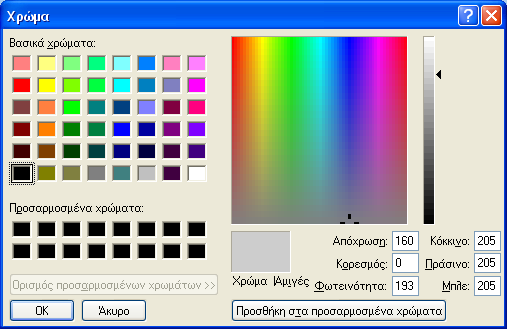 Χρώμα
Βασικά χρώματα:
Προσαρμοσμένα χρώματα:
Ορισμός προσαρμοσμένων χρωμάτων >>
OK
Άκυρο
Χρώμα |Αμιγές
Απόχρωση: 160
Κορεσμός: 0
Φωτεινότητα: 193
Κόκκινο: 205
Πράσινο: 205
Μπλε: 205
Προσθήκη στα προσαρμοσμένα χρώματα